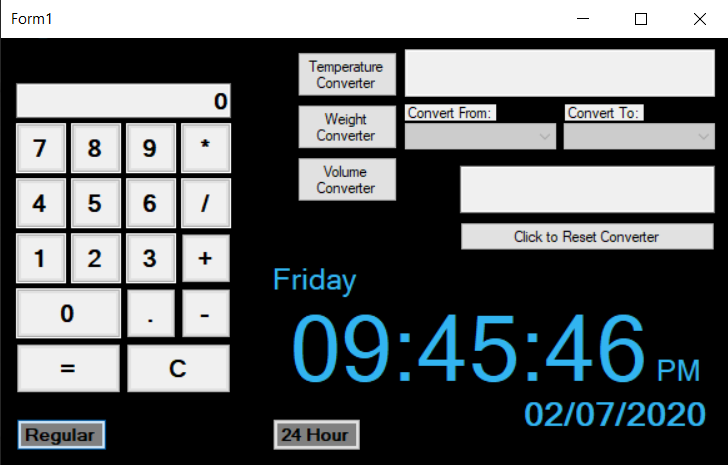 Form1
0
7 8 9 *
4 5 6 /
1 2 3 +
0 . -
= C
Regular
Temperature
Converter
Weight
Converter
Volume
Converter
Convert From:
Convert To:
Click to Reset Converter
Friday
09:45:46 PM
02/07/2020
24 Hour